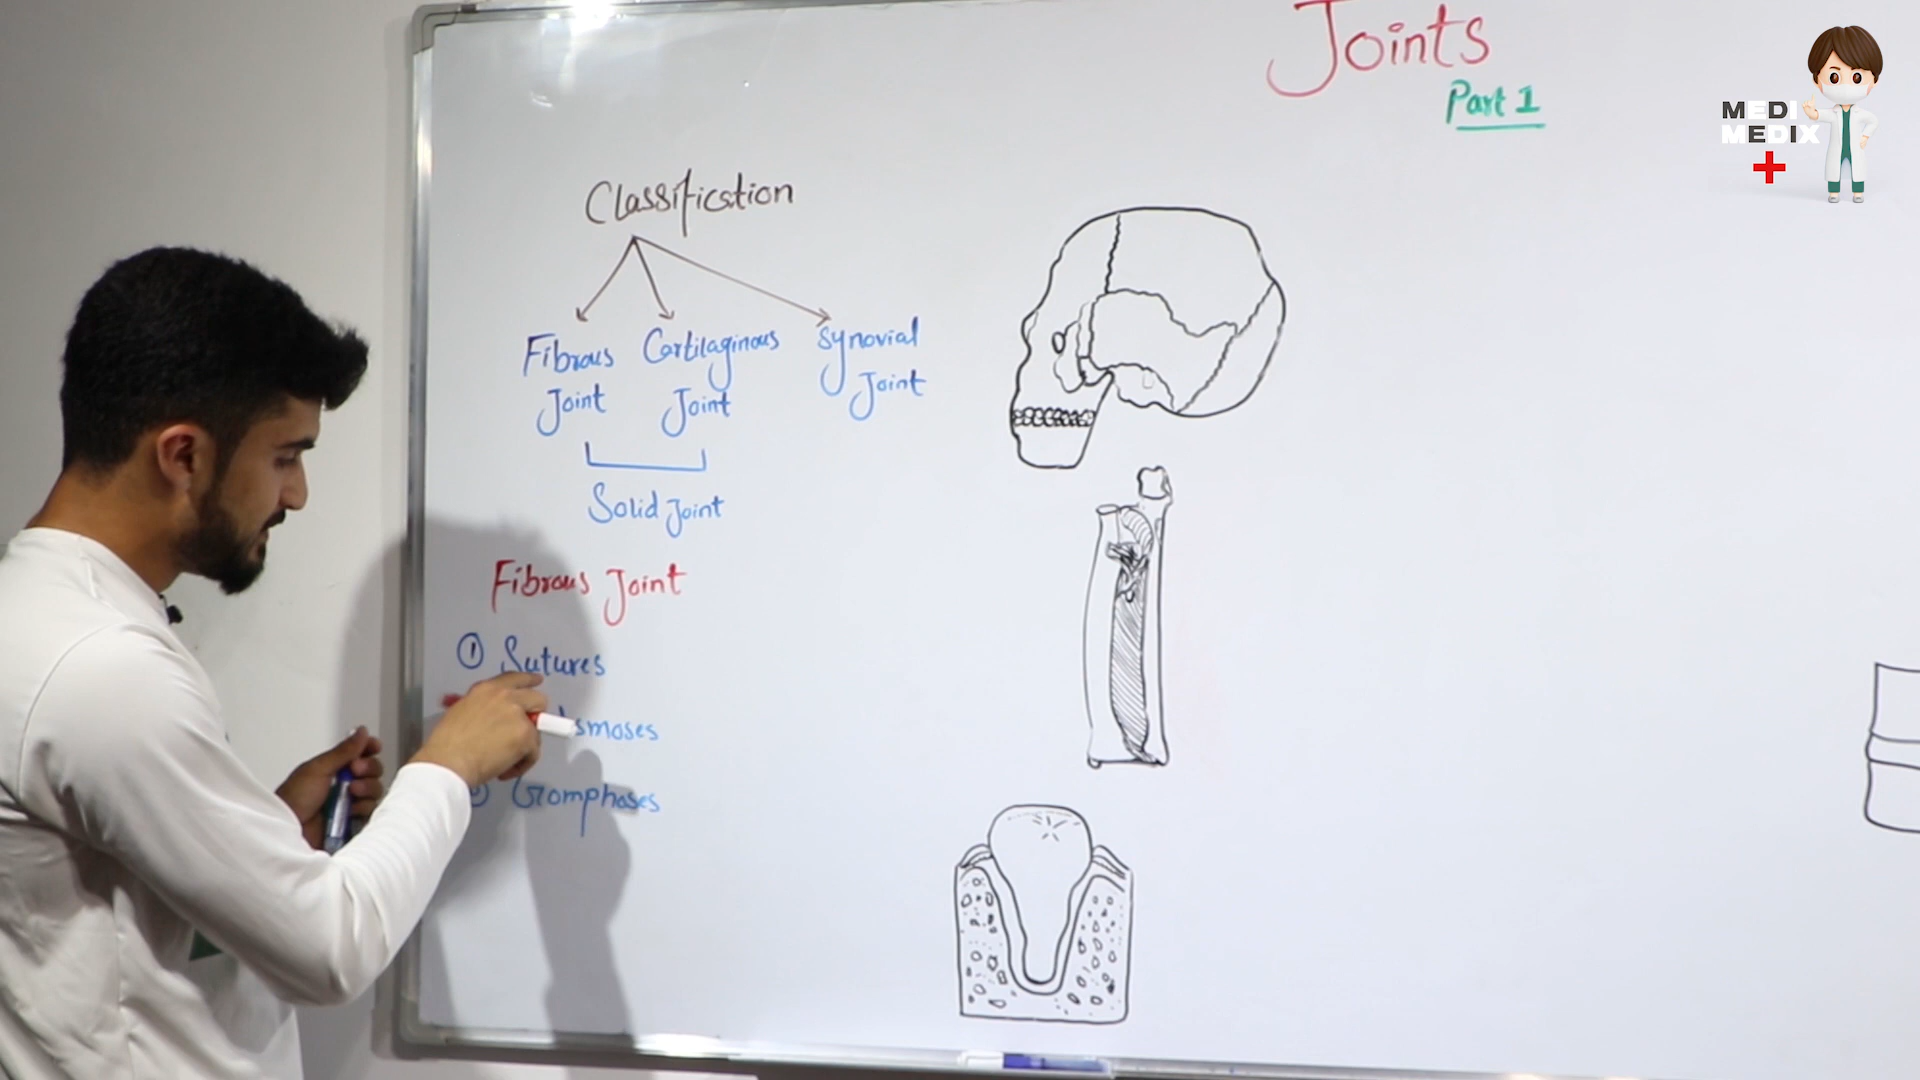 Joints
Part 1
MEDI
MEDIX
Classification
Fibrous
Joint
Cartilaginous
Joint
Synovial
Joint
Solid Joint
Fibrous Joint
① Sutures
Gomphoses